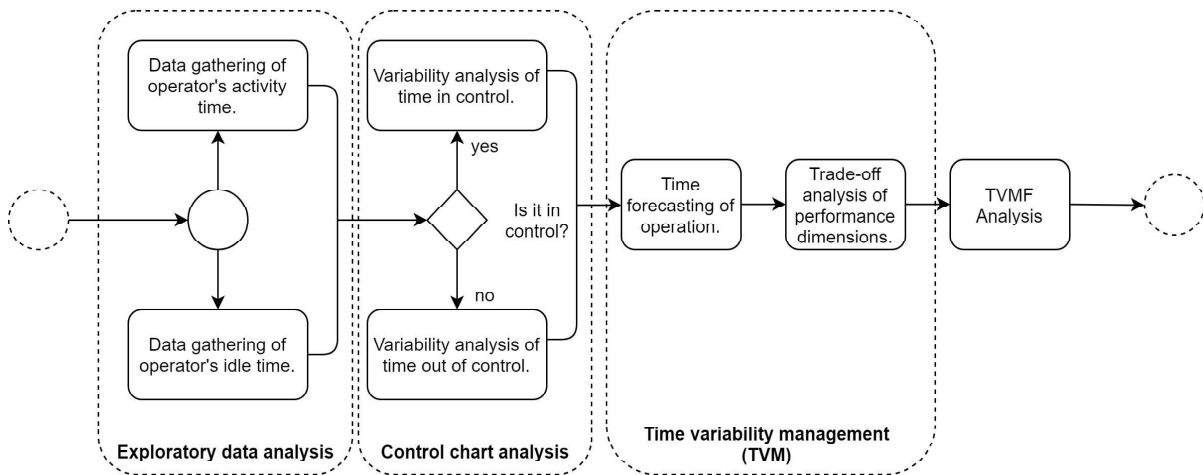 Data gathering of
operator's activity
time.
Data gathering of
operator's idle time.
Exploratory data analysis
Variability analysis of
time in control.
yes
Is it in
control?
no
Variability analysis of
time out of control.
Control chart analysis
Time
forecasting of
operation.
Trade-off
analysis of
performance
dimensions.
Time variability management
(TVM)
TVMF
Analysis